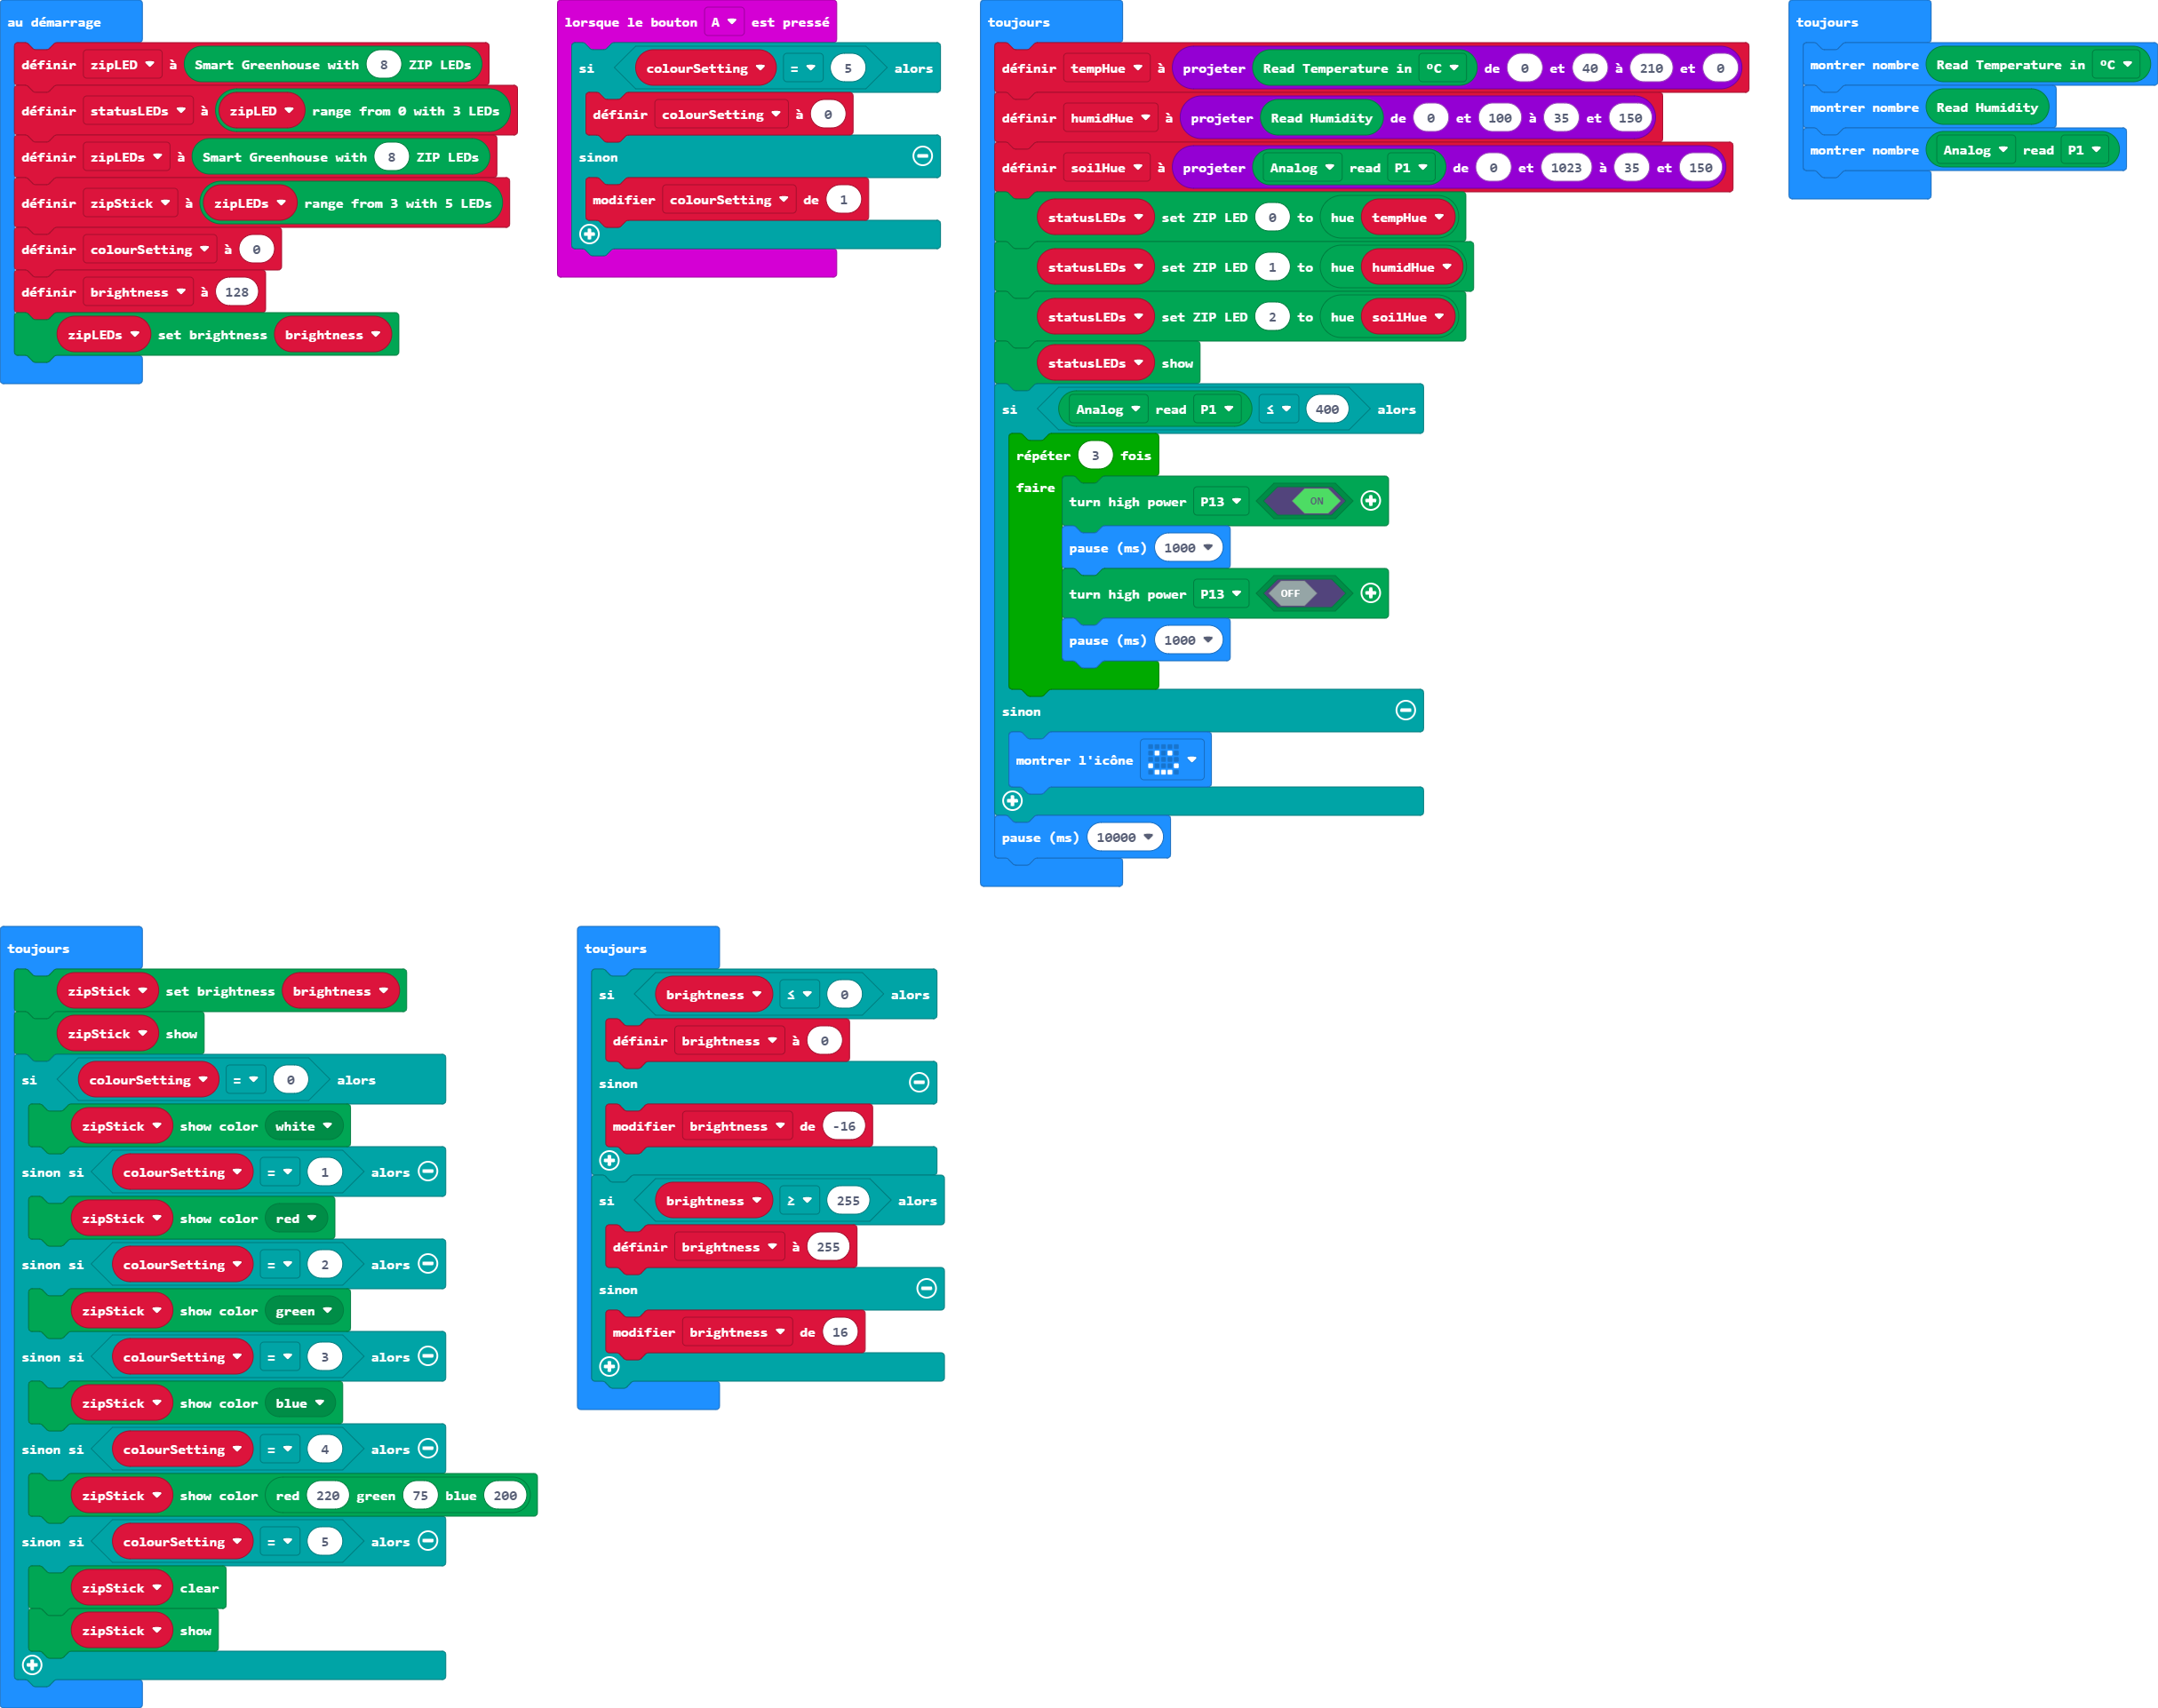 au démarrage
définir zipLED à Smart Greenhouse with 8 ZIP LEDs
définir statusLEDs à zipLED range from 0 with 3 LEDs
définir zipLEDs à Smart Greenhouse with 8 ZIP LEDs
définir zipStick à zipLEDs range from 3 with 5 LEDs
définir colourSetting à 0
définir brightness à 128
zipLEDs set brightness brightness
lorsque le bouton A est pressé
si colourSetting = 5 alors
définir colourSetting à 0
sinon
modifier colourSetting de 1
toujours
définir tempHue à projeter Read Temperature in ºC de 0 et 40 à 210 et 0
définir humidHue à projeter Read Humidity de 0 et 100 à 35 et 150
définir soilHue à projeter Analog read P1 de 0 et 1023 à 35 et 150
statusLEDs set ZIP LED 0 to hue tempHue
statusLEDs set ZIP LED 1 to hue humidHue
statusLEDs set ZIP LED 2 to hue soilHue
statusLEDs show
si Analog read P1 ≤ 400 alors
répéter 3 fois
faire
turn high power P13 ON
pause (ms) 1000
turn high power P13 OFF
pause (ms) 1000
sinon
montrer l'icône
pause (ms) 10000
toujours
montrer nombre Read Temperature in ºC
montrer nombre Read Humidity
montrer nombre Analog read P1
toujours
zipStick set brightness brightness
zipStick show
si colourSetting = 0 alors
zipStick show color white
sinon si colourSetting = 1 alors
zipStick show color red
sinon si colourSetting = 2 alors
zipStick show color green
sinon si colourSetting = 3 alors
zipStick show color blue
sinon si colourSetting = 4 alors
zipStick show color red 220 green 75 blue 200
sinon si colourSetting = 5 alors
zipStick clear
zipStick show
toujours
si brightness ≤ 0 alors
définir brightness à 0
sinon
modifier brightness de -16
si brightness ≥ 255 alors
définir brightness à 255
sinon
modifier brightness de 16